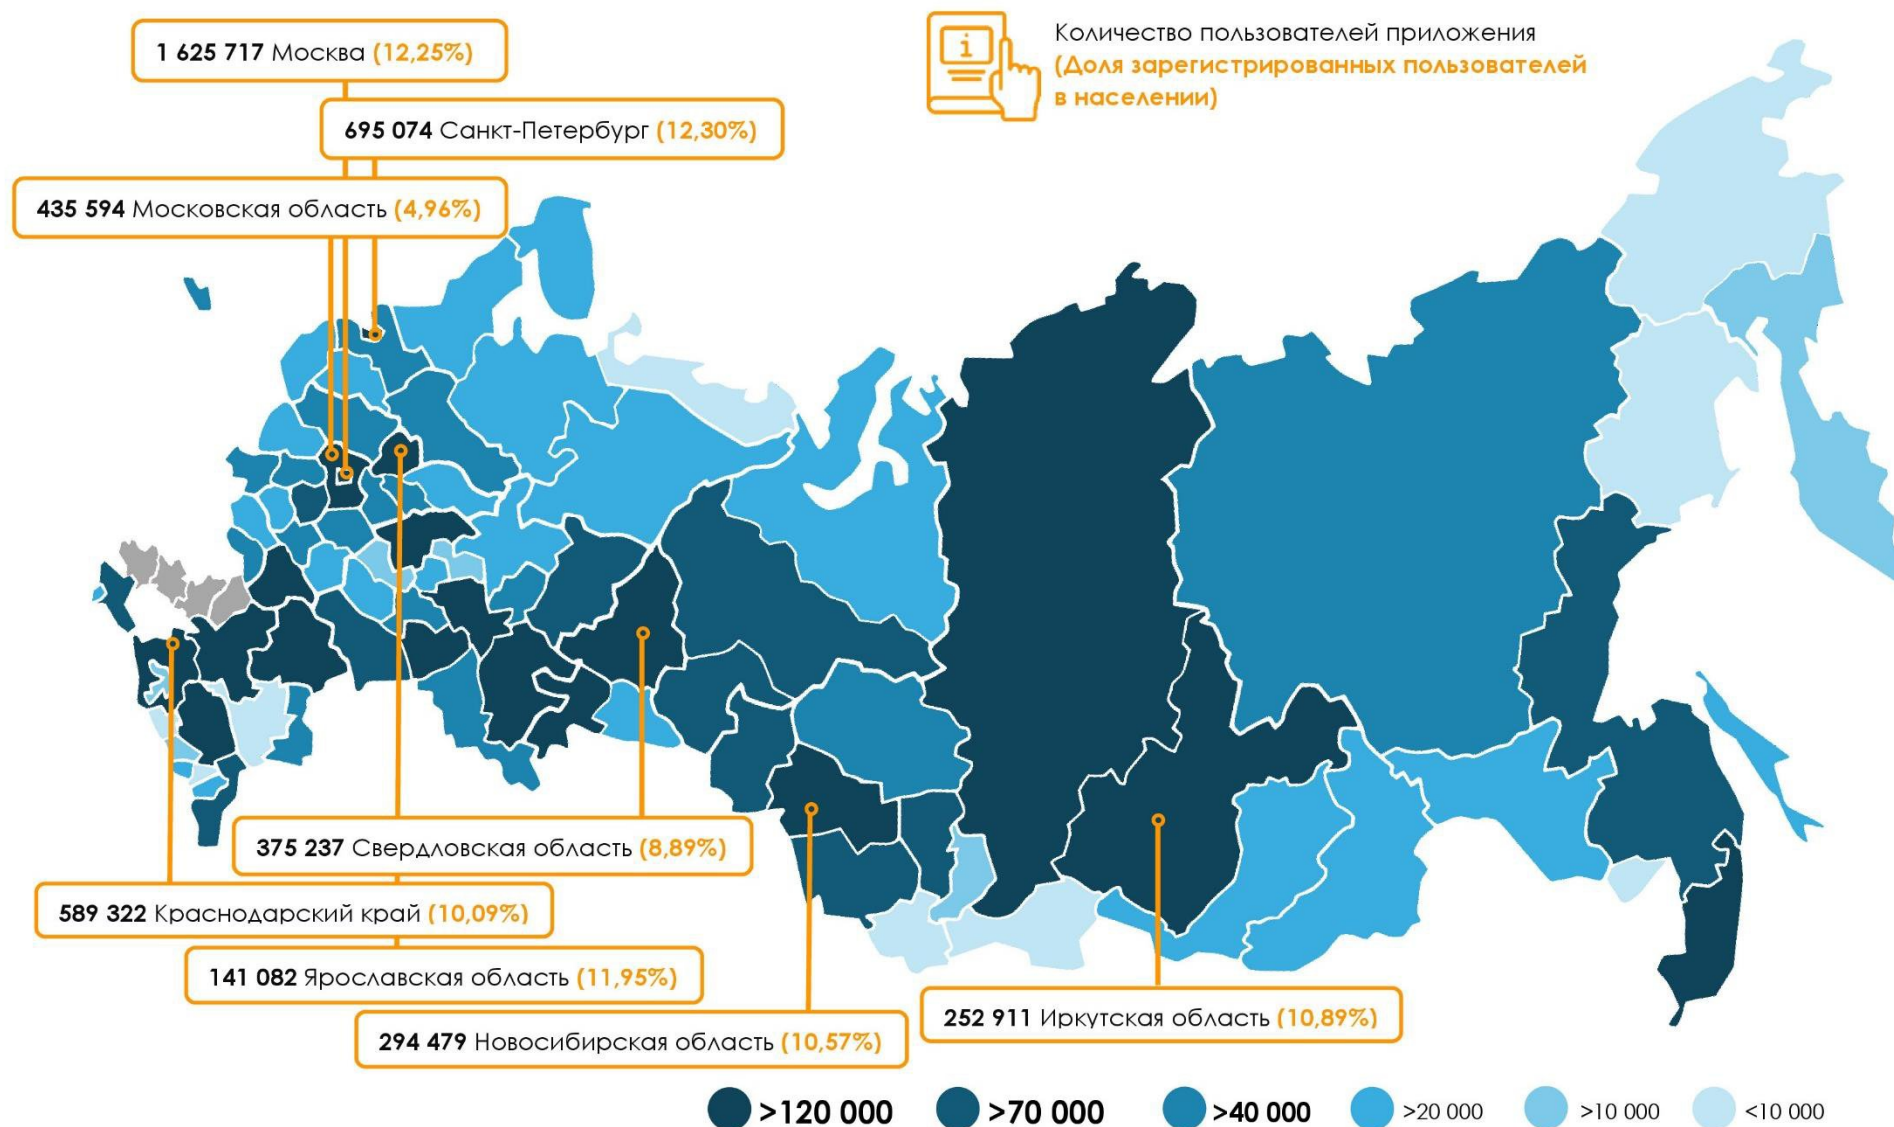 1 625 717 Москва (12,25%)
Количество пользователей приложения
(Доля зарегистрированных пользователей
в населении)
695 074 Санкт-Петербург (12,30%)
435 594 Московская область (4,96%)
375 237 Свердловская область (8,89%)
589 322 Краснодарский край (10,09%)
141 082 Ярославская область (11,95%)
294 479 Новосибирская область (10,57%)
252 911 Иркутская область (10,89%)
>120 000 >70 000 >40 000 >20 000 >10 000 <10 000